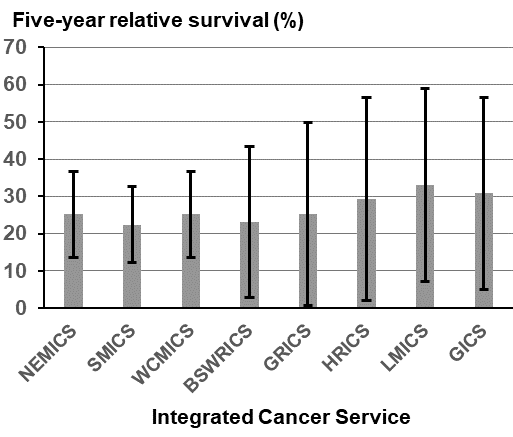 Five-year relative survival (%)
70
60
50
40
30
20
10
0
NEMICS
SMICS
WCMICS
BSWRICS
GRICS
HRICS
LMICS
GICS
Integrated Cancer Service